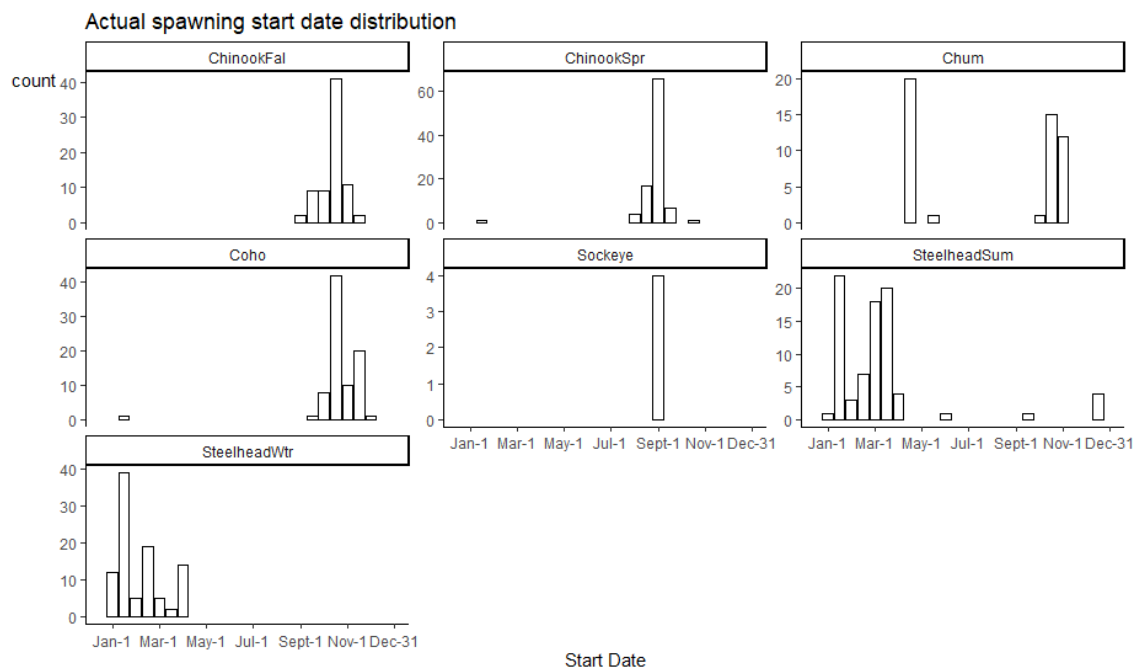 Actual spawning start date distribution
count
ChinookFal
ChinookSpr
Chum
40
30
20
10
0
60
40
20
0
20
15
10
5
0
Coho
Sockeye
SteelheadSum
40
30
20
10
0
4
3
2
1
0
20
15
10
5
0
Jan-1 Mar-1 May-1 Jul-1 Sept-1 Nov-1 Dec-31
Jan-1 Mar-1 May-1 Jul-1 Sept-1 Nov-1 Dec-31
SteelheadWtr
40
30
20
10
0
Jan-1 Mar-1 May-1 Jul-1 Sept-1 Nov-1 Dec-31
Start Date